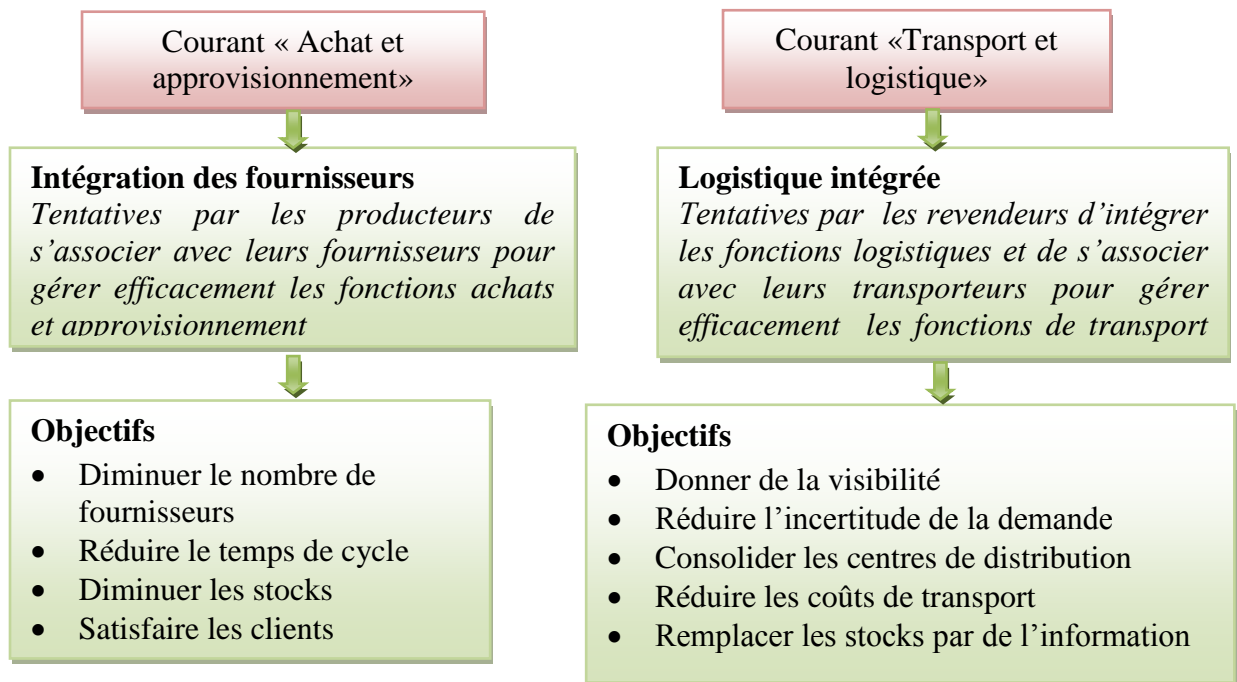 Courant « Achat et
approvisionnement»
Intégration des fournisseurs
Tentatives par les producteurs de
s’associer avec leurs fournisseurs pour
gérer efficacement les fonctions achats
et approvisionnement
Objectifs
• Diminuer le nombre de
fournisseurs
• Réduire le temps de cycle
• Diminuer les stocks
• Satisfaire les clients
Courant «Transport et
logistique»
Logistique intégrée
Tentatives par les revendeurs d’intégrer
les fonctions logistiques et de s’associer
avec leurs transporteurs pour gérer
efficacement les fonctions de transport
Objectifs
• Donner de la visibilité
• Réduire l’incertitude de la demande
• Consolider les centres de distribution
• Réduire les coûts de transport
• Remplacer les stocks par de l’information